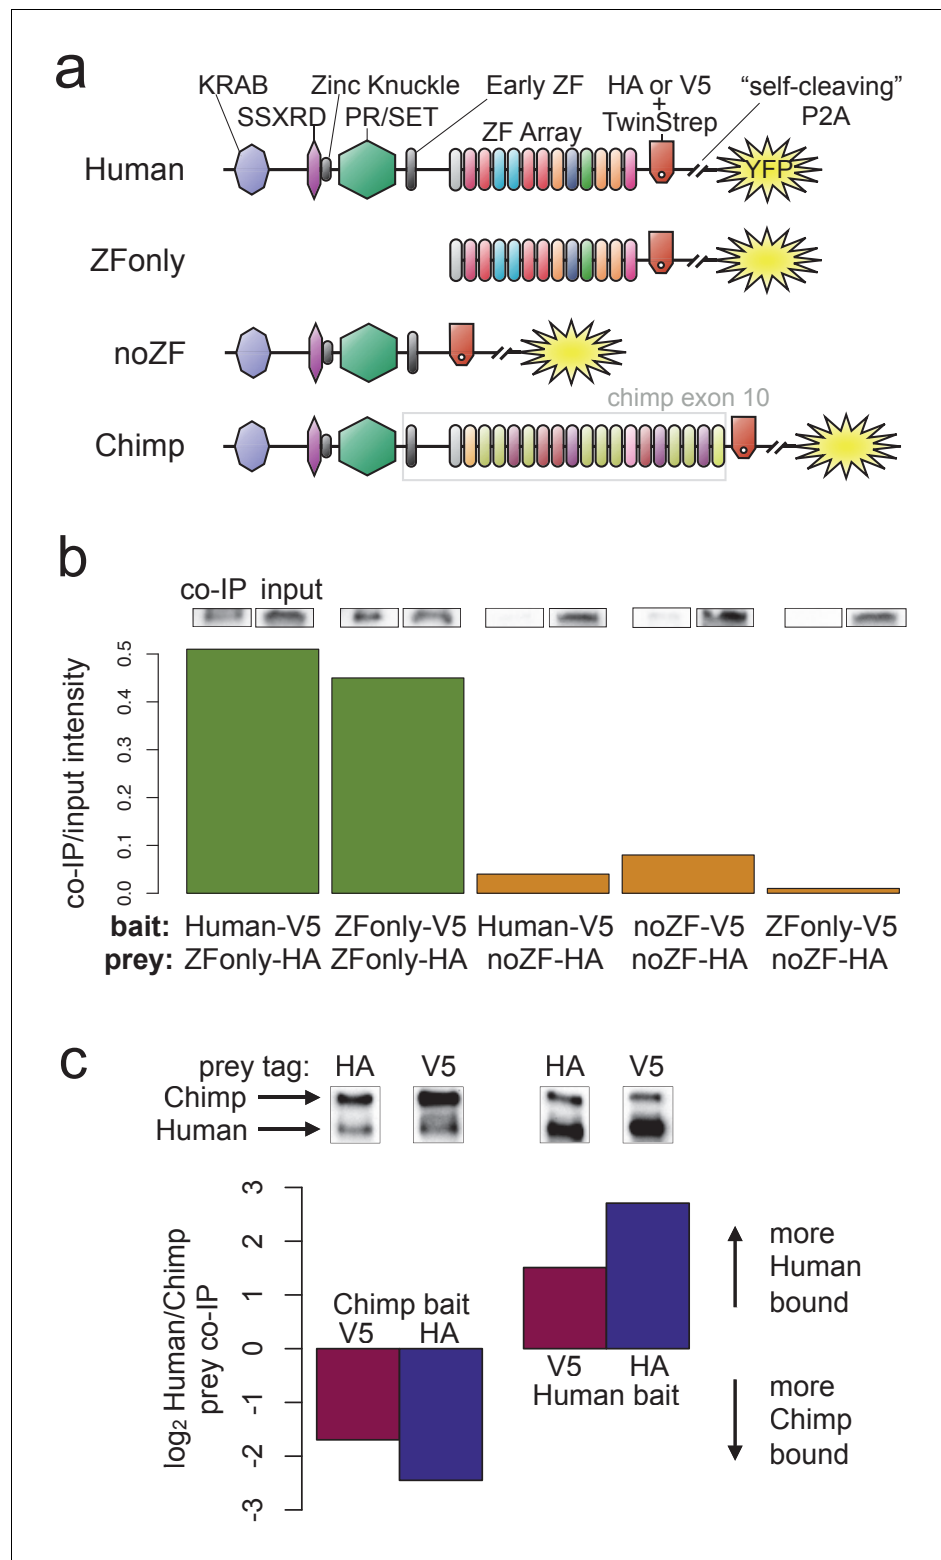 a
KRAB Zinc Knuckle Early ZF HA or V5 "self-cleaving"
SSXRD PR/SET ZF Array + TwinStrep P2A
Human YFP
ZFonly
noZF
chimp exon 10
Chimp
b
co-IP input
co-IP/input intensity
0.5
0.4
0.3
0.2
0.1
0.0
bait: Human-V5 ZFonly-V5 Human-V5 noZF-V5 ZFonly-V5
prey: ZFonly-HA ZFonly-HA noZF-HA noZF-HA noZF-HA
c
prey tag: HA V5 HA V5
Chimp
Human
log₂ Human/Chimp
prey co-IP
3
2
1
0
-1
-2
-3
Chimp bait
V5 HA
V5 HA
Human bait
more
Human
bound
more
Chimp
bound